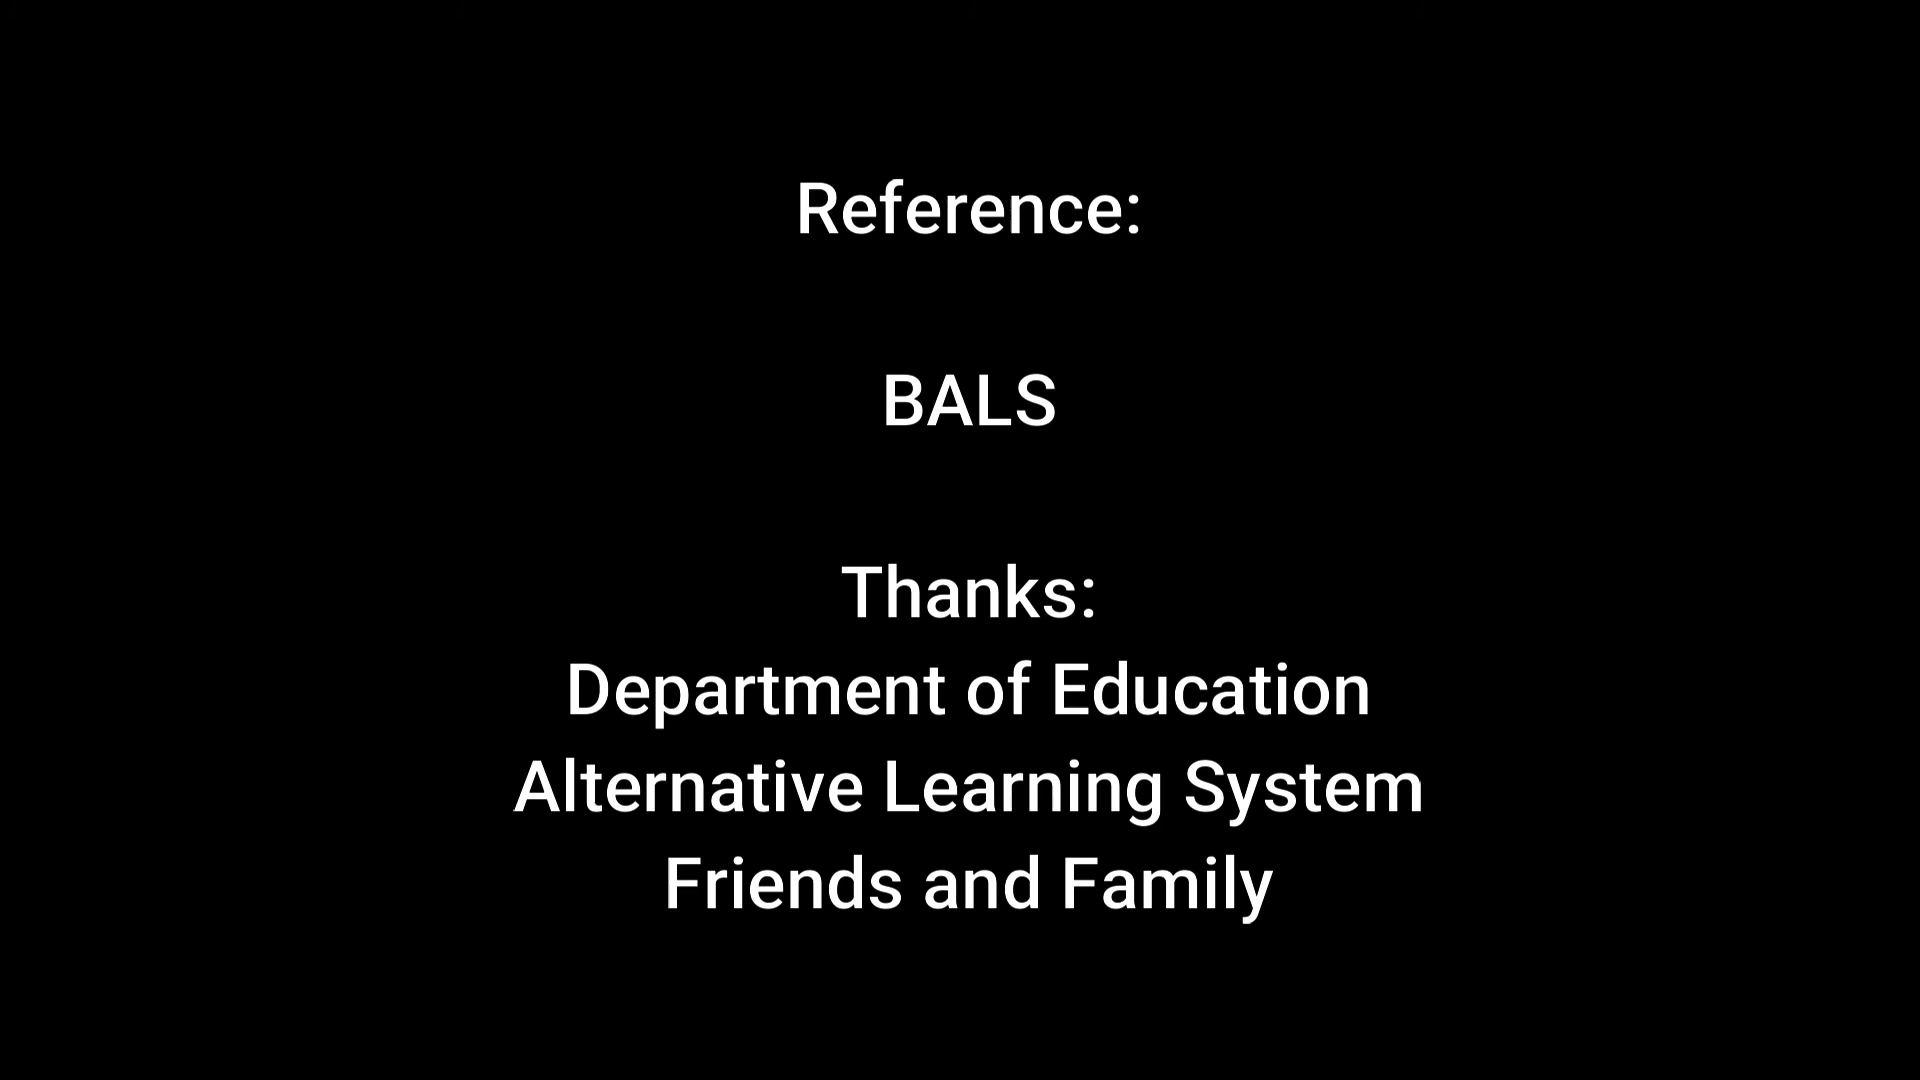 Reference:
BALS
Thanks:
Department of Education
Alternative Learning System
Friends and Family